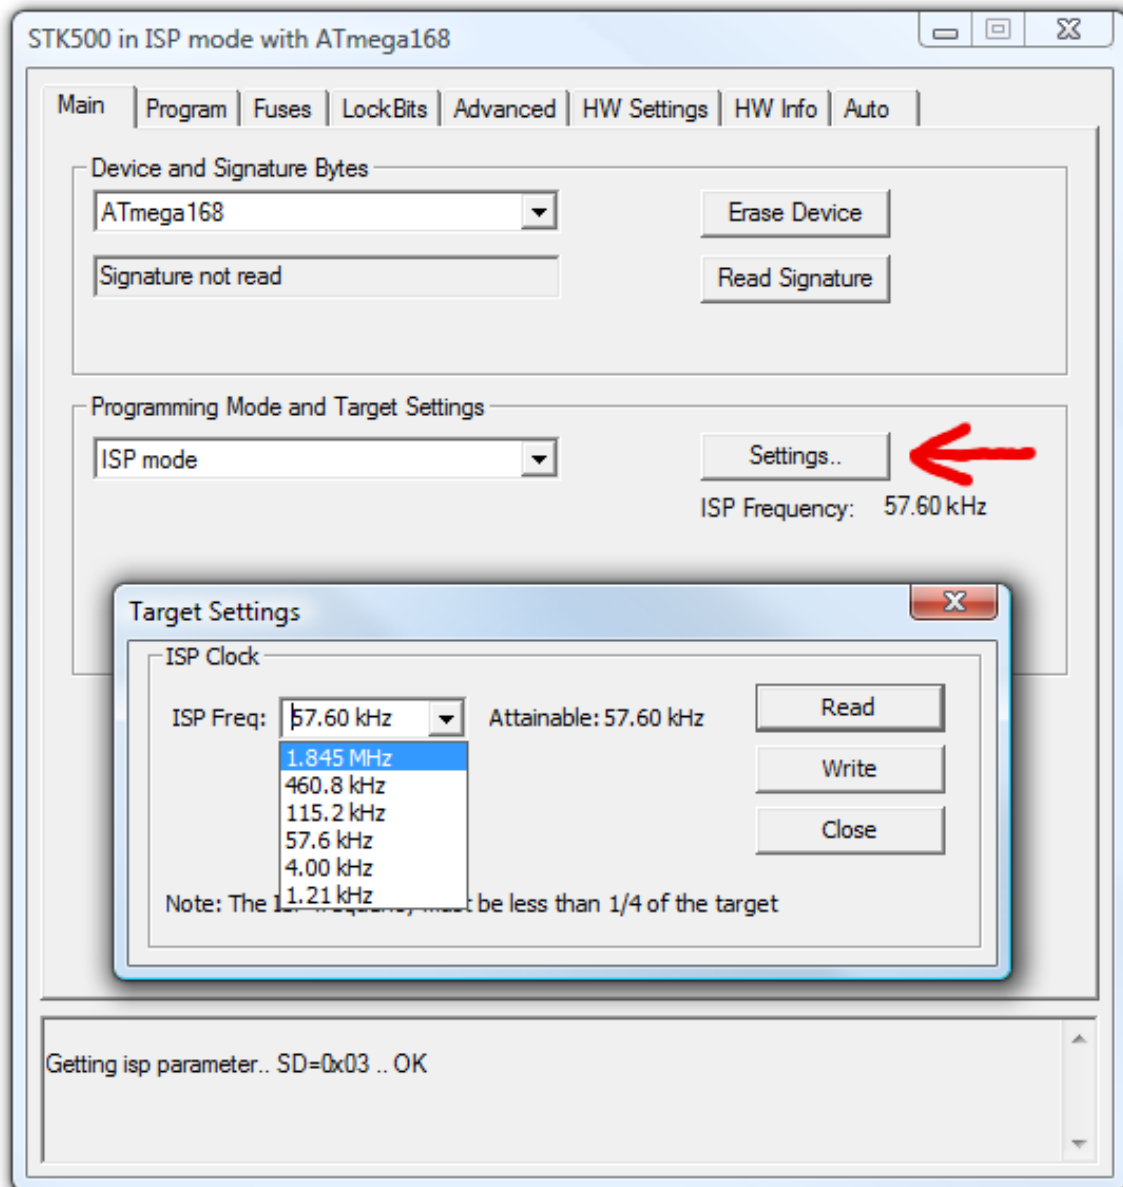 STK500 in ISP mode with ATmega168
Main Program Fuses LockBits Advanced HW Settings HW Info Auto
Device and Signature Bytes
ATmega168
Erase Device
Signature not read
Read Signature
Programming Mode and Target Settings
ISP mode
Settings..
ISP Frequency: 57.60 kHz
Target Settings
ISP Clock
ISP Freq: 57.60 kHz Attainable: 57.60 kHz
Read
1.845 MHz
460.8 kHz
115.2 kHz
57.6 kHz
4.00 kHz
1.21 kHz
Write
Close
Note: The must be less than 1/4 of the target
Getting isp parameter.. SD=0x03 .. OK